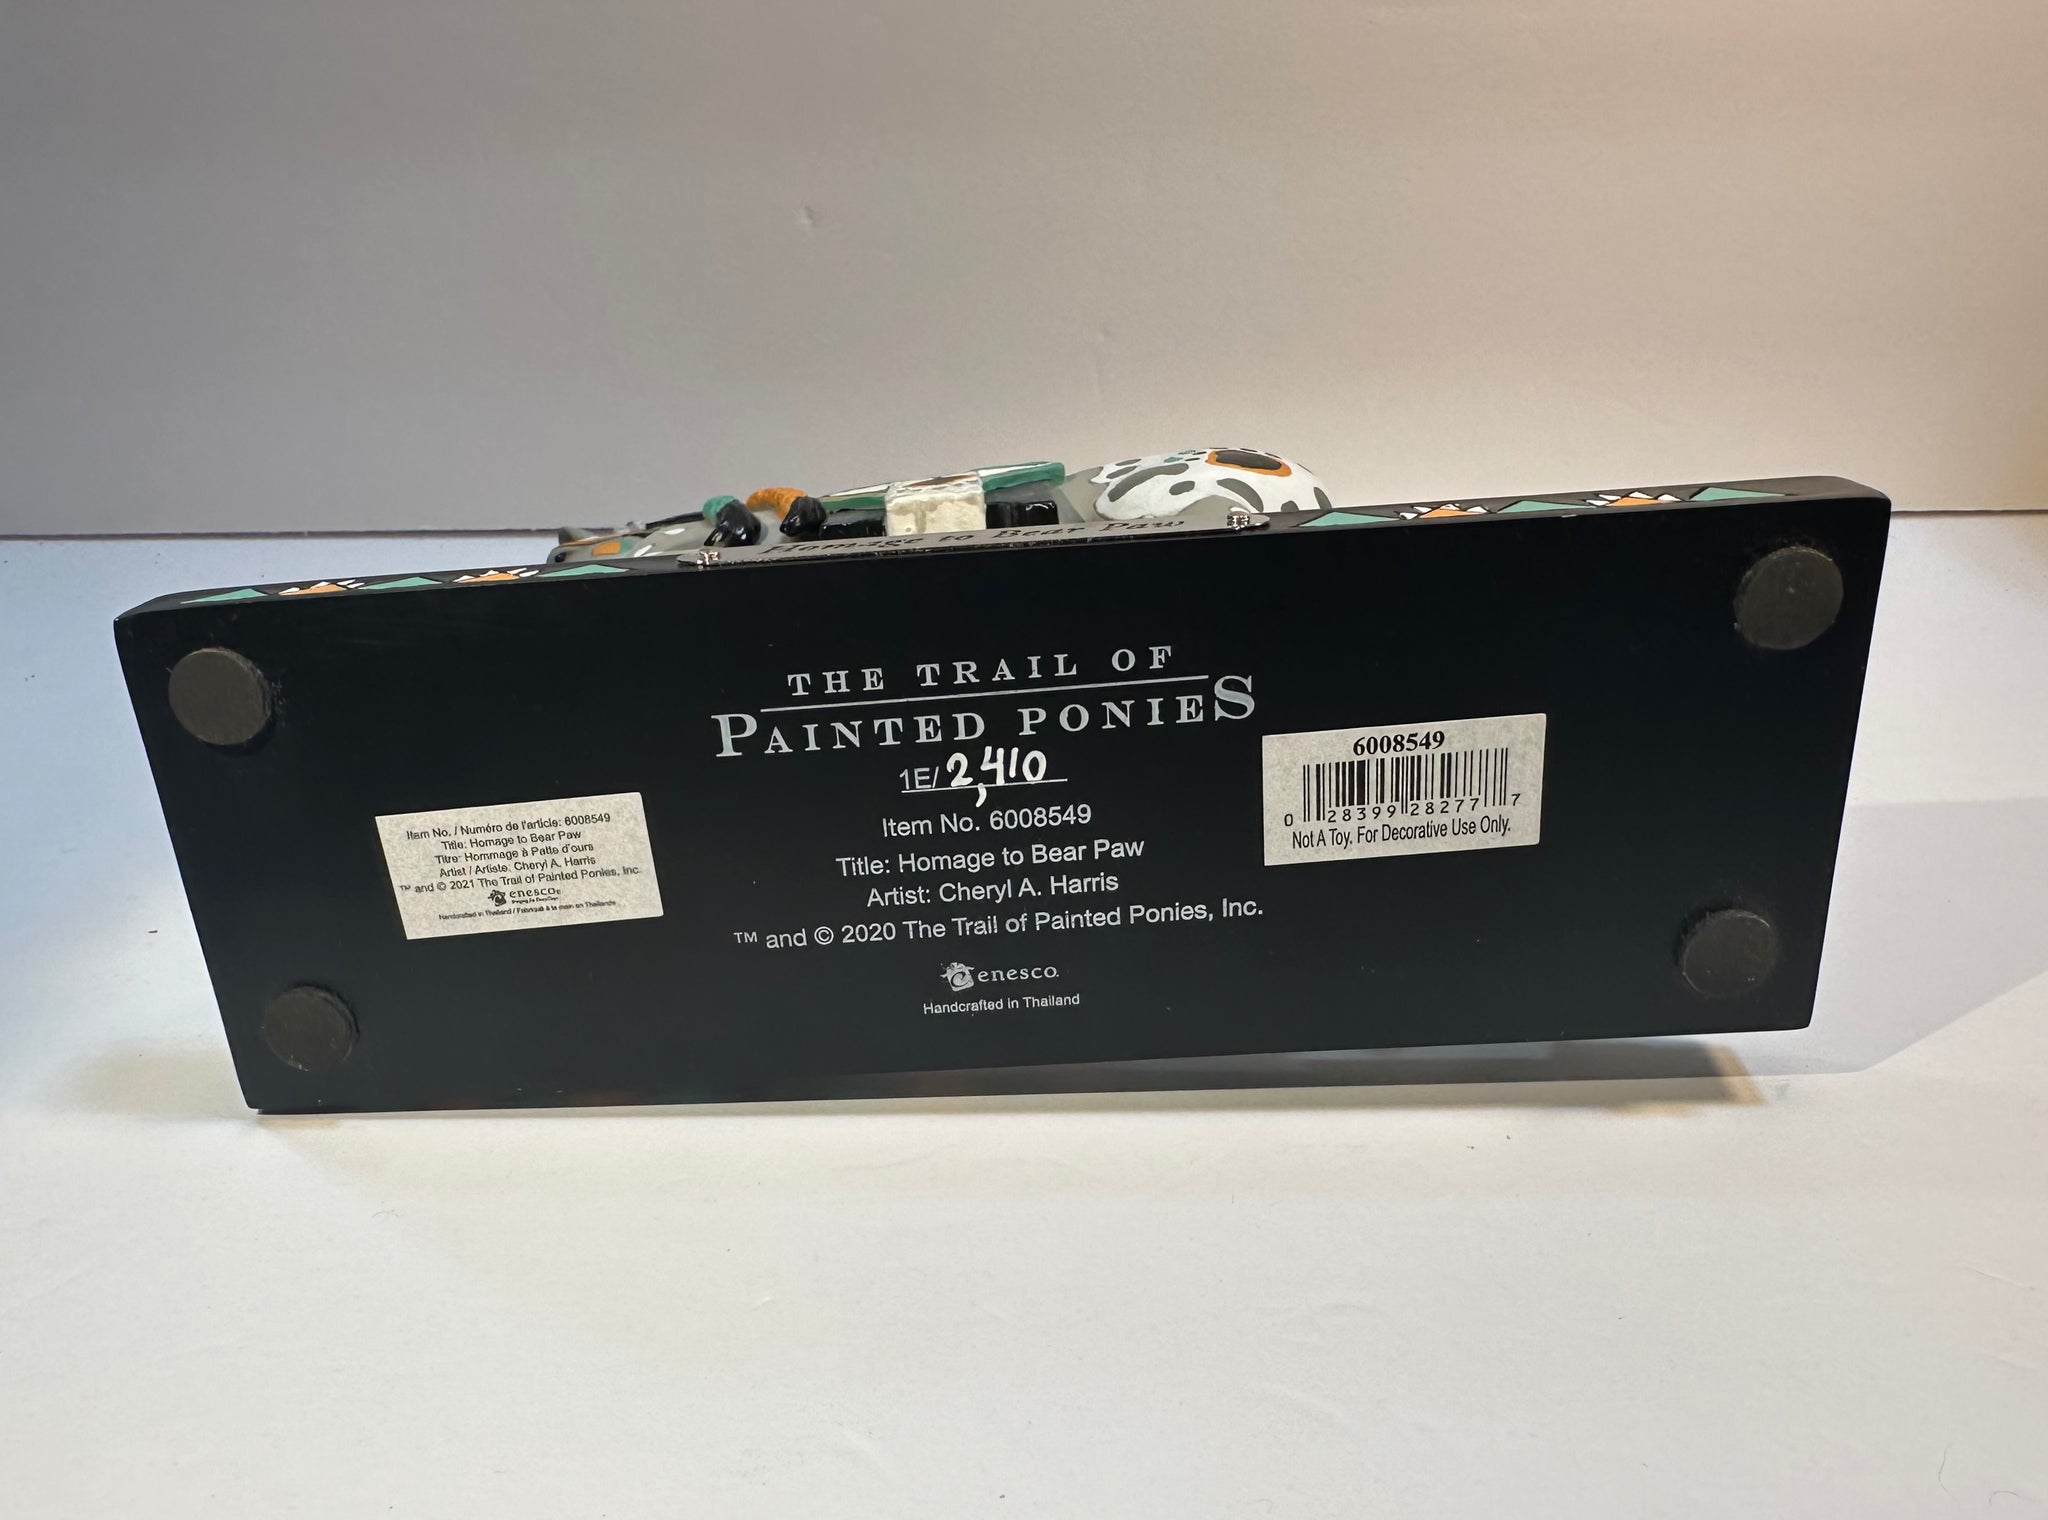 Homage to Bear Paw
THE TRAIL OF
PAINTED PONIES
1E/2,410
Item No. 6008549
Title: Homage to Bear Paw
Artist: Cheryl A. Harris
™ and © 2020 The Trail of Painted Ponies, Inc.
enesco.
Handcrafted in Thailand
Item No. / Numéro de l'article: 6008549
Title: Homage to Bear Paw
Titre: Hommage à Patte d'ours
Artist / Artiste: Cheryl A. Harris
™ and © 2021 The Trail of Painted Ponies, Inc.
enesco
Handcrafted in Thailand / Fabriqué à la main en Thaïlande
6008549
0 28399 28277 7
Not A Toy. For Decorative Use Only.